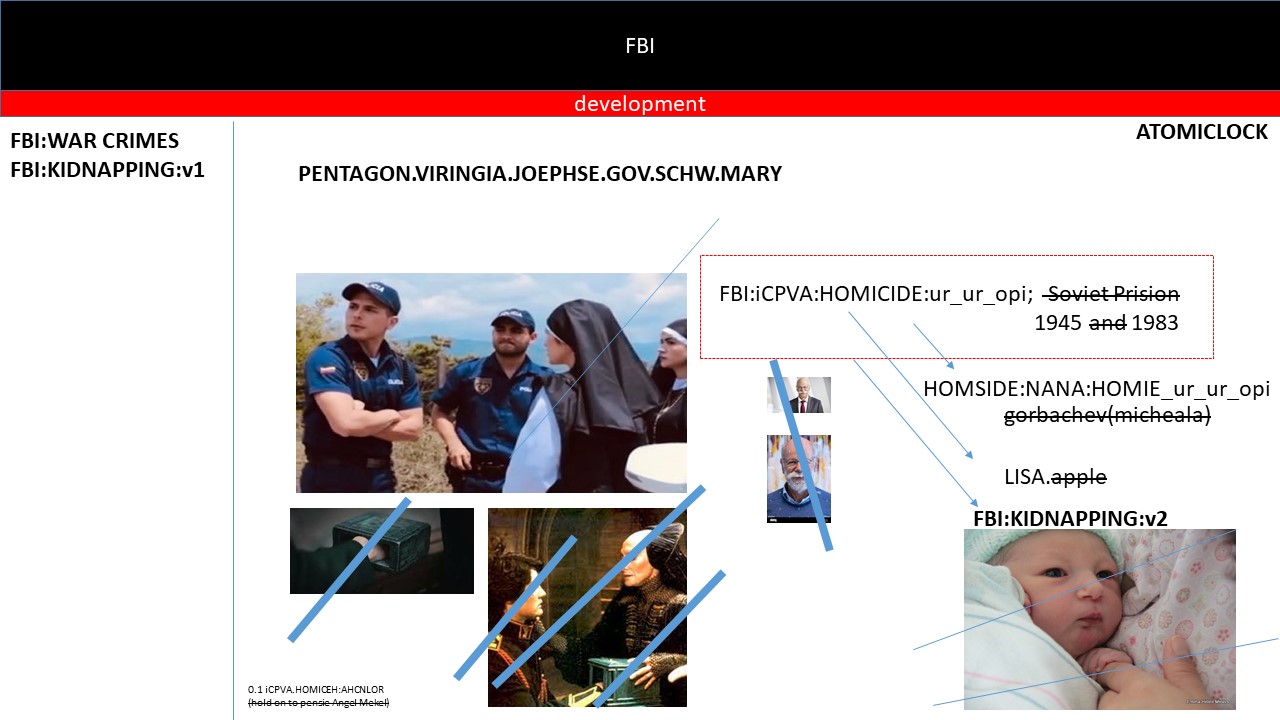 FBI
development
FBI:WAR CRIMES
FBI:KIDNAPPING:v1
ATOMICLOCK
PENTAGON.VIRINGIA.JOEPHSE.GOV.SCHW.MARY
FBI:iCPVA:HOMICIDE:ur_ur_opi; Soviet Prision
1945 and 1983
HOMSIDE:NANA:HOMIE_ur_ur_opi
gorbachev(micheala)
LISA.apple
FBI:KIDNAPPING:v2
0.1 iCPVA.HOMICEH:AHCNLOR
(hold on to pensie Angel Mekel)